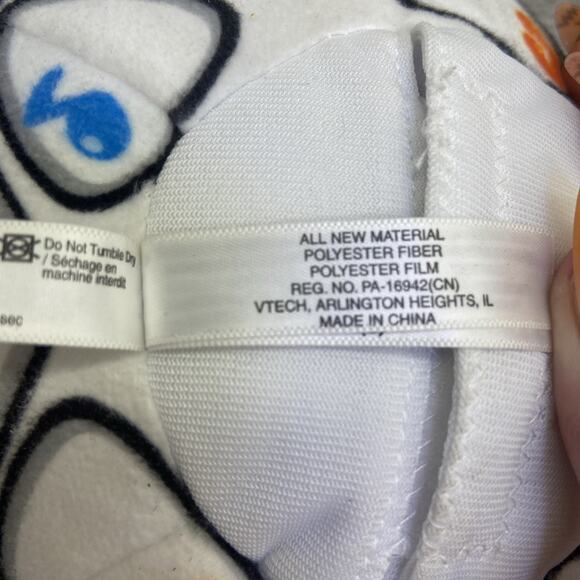 Do Not Tumble Dry
/ Séchage en
machine interdit
sec
ALL NEW MATERIAL
POLYESTER FIBER
POLYESTER FILM
REG. NO. PA-16942(CN)
VTECH, ARLINGTON HEIGHTS, IL
MADE IN CHINA